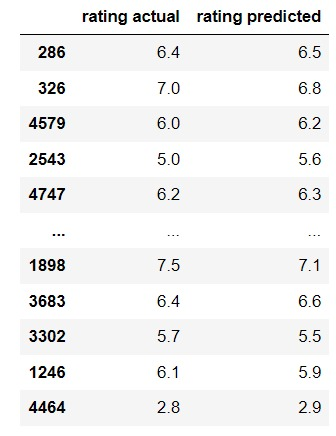 rating actual rating predicted
286 6.4 6.5
326 7.0 6.8
4579 6.0 6.2
2543 5.0 5.6
4747 6.2 6.3
... ... ...
1898 7.5 7.1
3683 6.4 6.6
3302 5.7 5.5
1246 6.1 5.9
4464 2.8 2.9